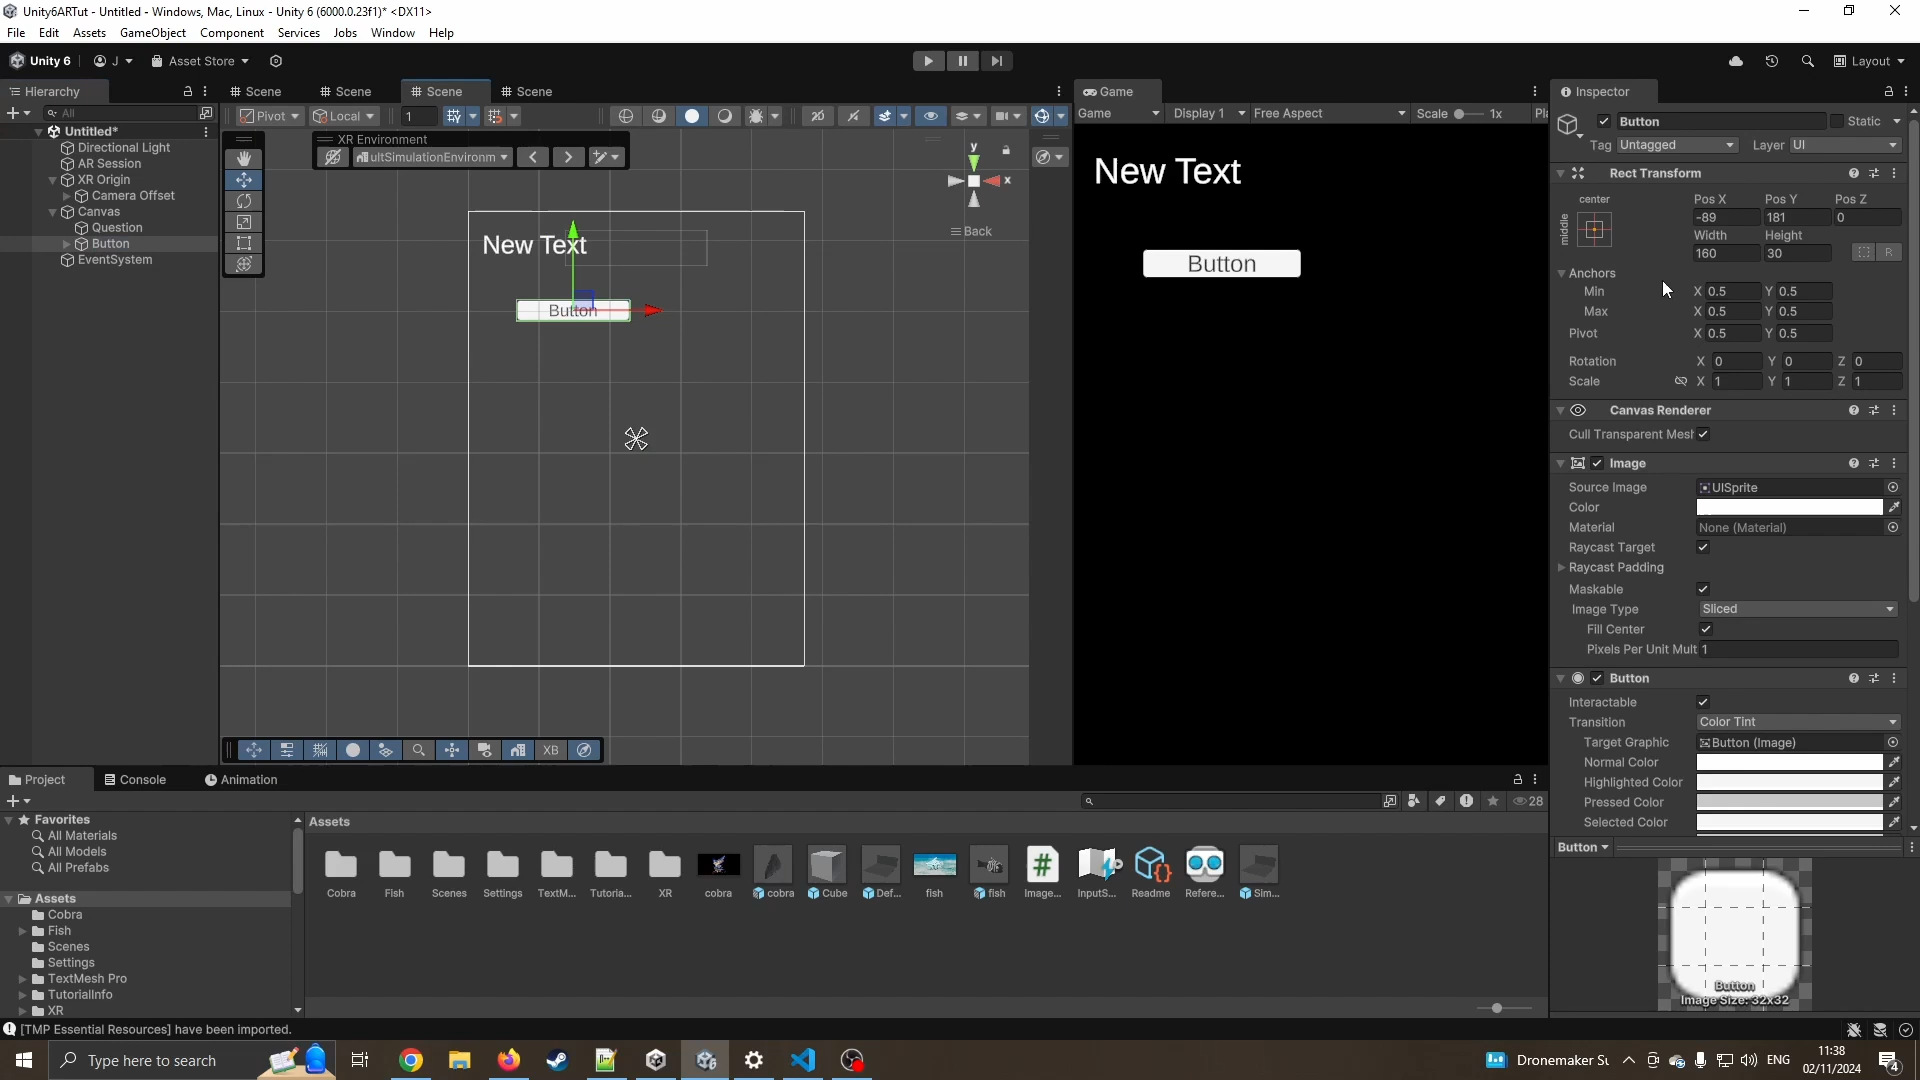 Unity6ARTut - Untitled - Windows, Mac, Linux - Unity 6 (6000.0.23f1)* <DX11>
File Edit Assets GameObject Component Services Jobs Window Help
Unity 6 J Asset Store Layout
Hierarchy Scene Scene Scene Scene Game Inspector
All Pivot Local 1 2D Game Display 1 Free Aspect Scale 1x Pl Button Static
Tag Untagged Layer UI
Untitled*
Directional Light
AR Session
XR Origin
Camera Offset
Canvas
Question
Button
EventSystem
XR Environment
ultSimulationEnvironm
y
x
Back
New Text
Button
XB
New Text
Button
Rect Transform
center
middle
Pos X Pos Y Pos Z
-89 181 0
Width Height
160 30 R
Anchors
Min X 0.5 Y 0.5
Max X 0.5 Y 0.5
Pivot X 0.5 Y 0.5
Rotation X 0 Y 0 Z 0
Scale X 1 Y 1 Z 1
Canvas Renderer
Cull Transparent Mesh
Image
Source Image UISprite
Color
Material None (Material)
Raycast Target
Raycast Padding
Maskable
Image Type Sliced
Fill Center
Pixels Per Unit Mult 1
Button
Interactable
Transition Color Tint
Target Graphic Button (Image)
Normal Color
Highlighted Color
Pressed Color
Selected Color
Button
Button
Image Size: 32x32
Project Console Animation
28
Favorites
All Materials
All Models
All Prefabs
Assets
Cobra
Fish
Scenes
Settings
TextMesh Pro
TutorialInfo
XR
Assets
Cobra Fish Scenes Settings TextM... Tutoria... XR cobra cobra Cube Def... fish fish Image... InputS... Readme Refere... Sim...
[TMP Essential Resources] have been imported.
Type here to search
Dronemaker Su
ENG
11:38
02/11/2024
4